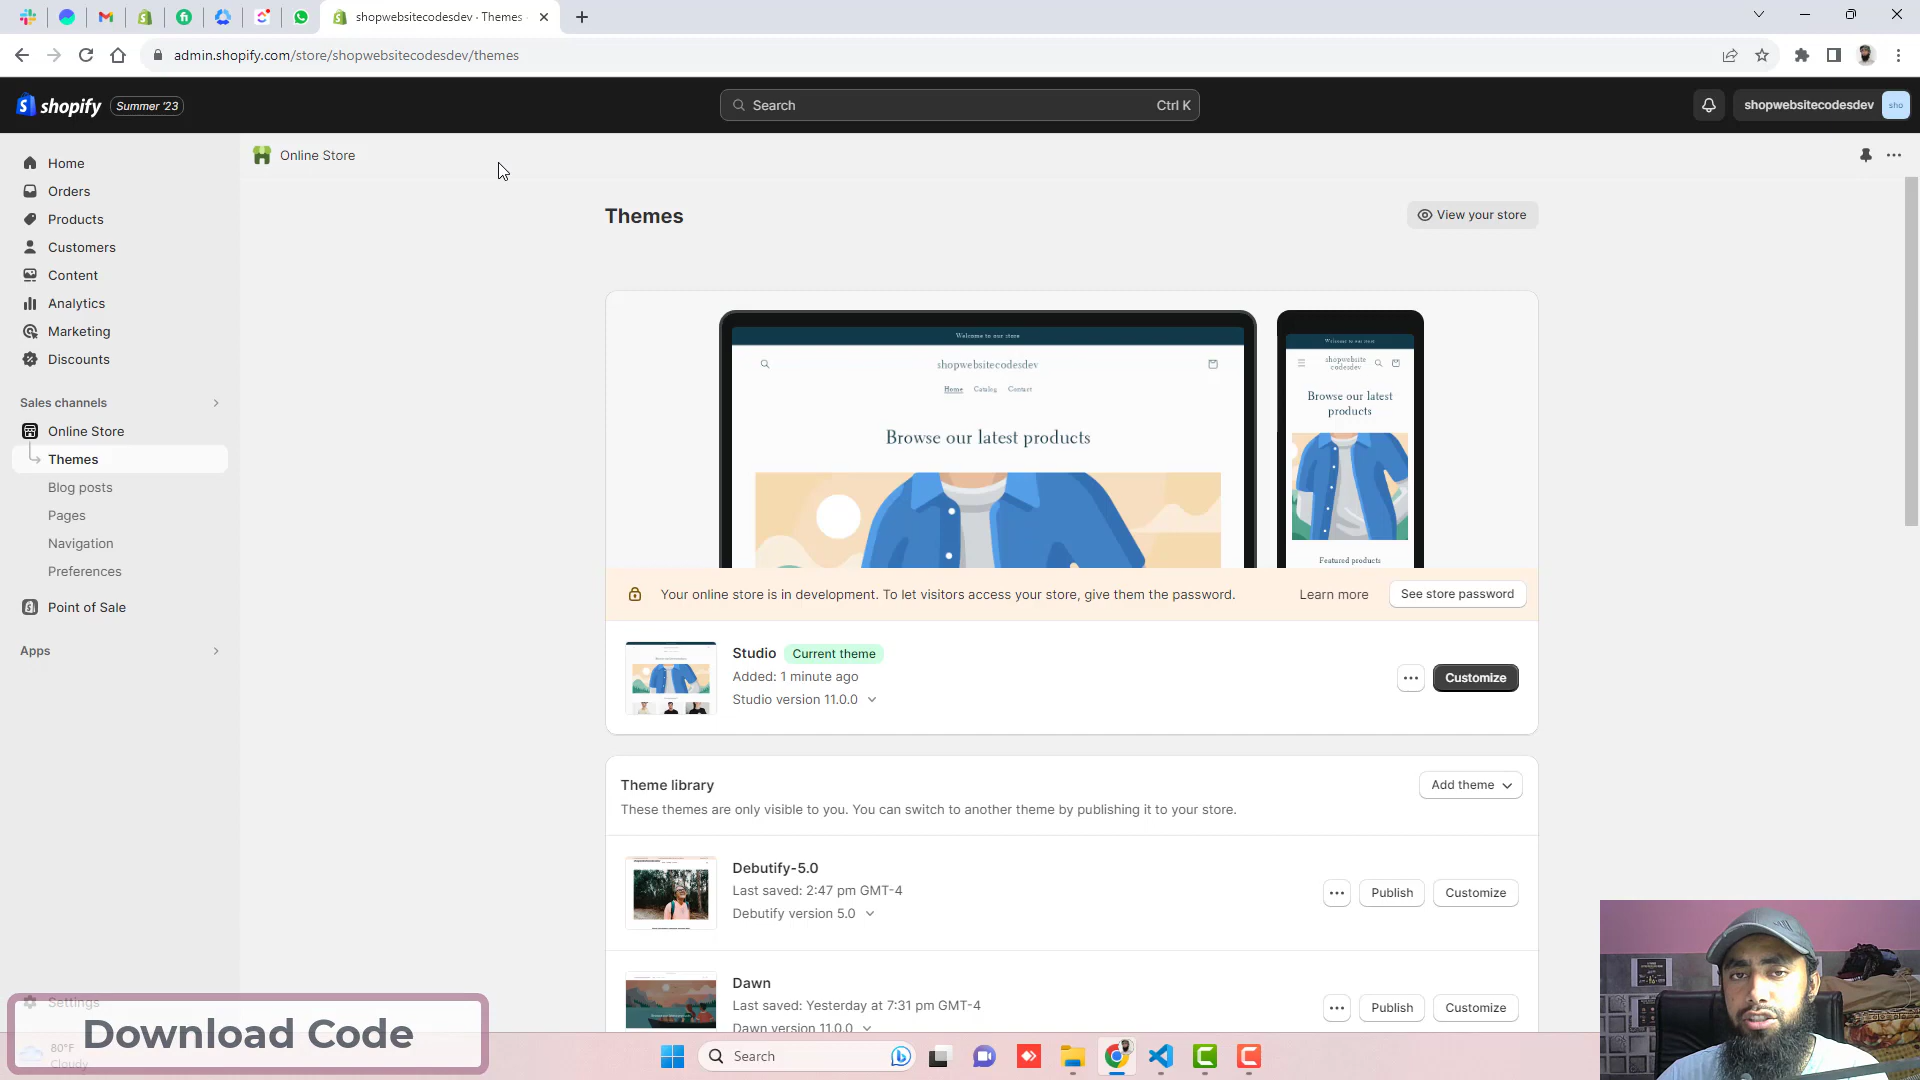 shopwebsitecodesdev · Themes
admin.shopify.com/store/shopwebsitecodesdev/themes
shopify Summer '23
Search Ctrl K
shopwebsitecodesdev sho
Online Store
Home
Orders
Products
Customers
Content
Analytics
Marketing
Discounts
Sales channels
Online Store
Themes
Blog posts
Pages
Navigation
Preferences
Point of Sale
Apps
Settings
Themes
View your store
Welcome to our store
shopwebsitecodesdev
Home Catalog Contact
Browse our latest products
Welcome to our store
shopwebsite
codesdev
Browse our latest
products
Featured products
Your online store is in development. To let visitors access your store, give them the password.
Learn more
See store password
Studio Current theme
Added: 1 minute ago
Studio version 11.0.0
Customize
Theme library
Add theme
These themes are only visible to you. You can switch to another theme by publishing it to your store.
Debutify-5.0
Last saved: 2:47 pm GMT-4
Debutify version 5.0
Publish
Customize
Dawn
Last saved: Yesterday at 7:31 pm GMT-4
Dawn version 11.0.0
Publish
Customize
Download Code
80°F
Cloudy
Search